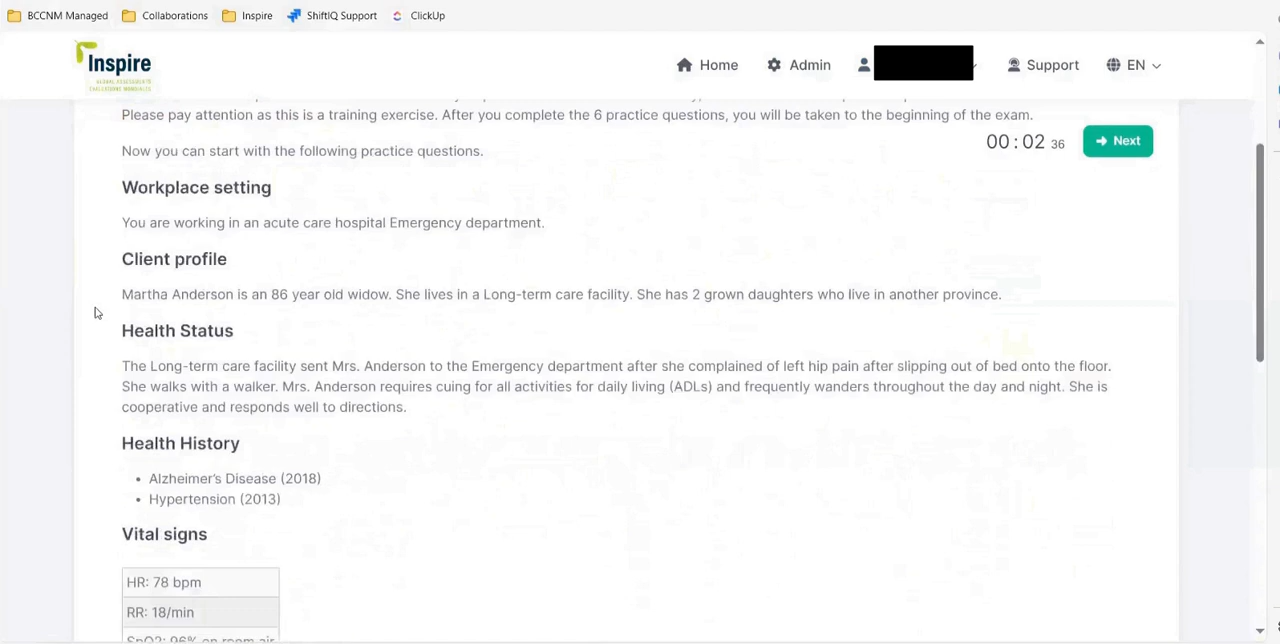 BCCNM Managed Collaborations Inspire ShiftIQ Support ClickUp
Inspire
GLOBAL ASSESSMENTS
Home Admin Support EN
Please pay attention as this is a training exercise. After you complete the 6 practice questions, you will be taken to the beginning of the exam.
00:02 36 Next
Now you can start with the following practice questions.
Workplace setting
You are working in an acute care hospital Emergency department.
Client profile
Martha Anderson is an 86 year old widow. She lives in a Long-term care facility. She has 2 grown daughters who live in another province.
Health Status
The Long-term care facility sent Mrs. Anderson to the Emergency department after she complained of left hip pain after slipping out of bed onto the floor.
She walks with a walker. Mrs. Anderson requires cuing for all activities for daily living (ADLs) and frequently wanders throughout the day and night. She is
cooperative and responds well to directions.
Health History
• Alzheimer's Disease (2018)
• Hypertension (2013)
Vital signs
HR: 78 bpm
RR: 18/min
SpO2: 96% on room air